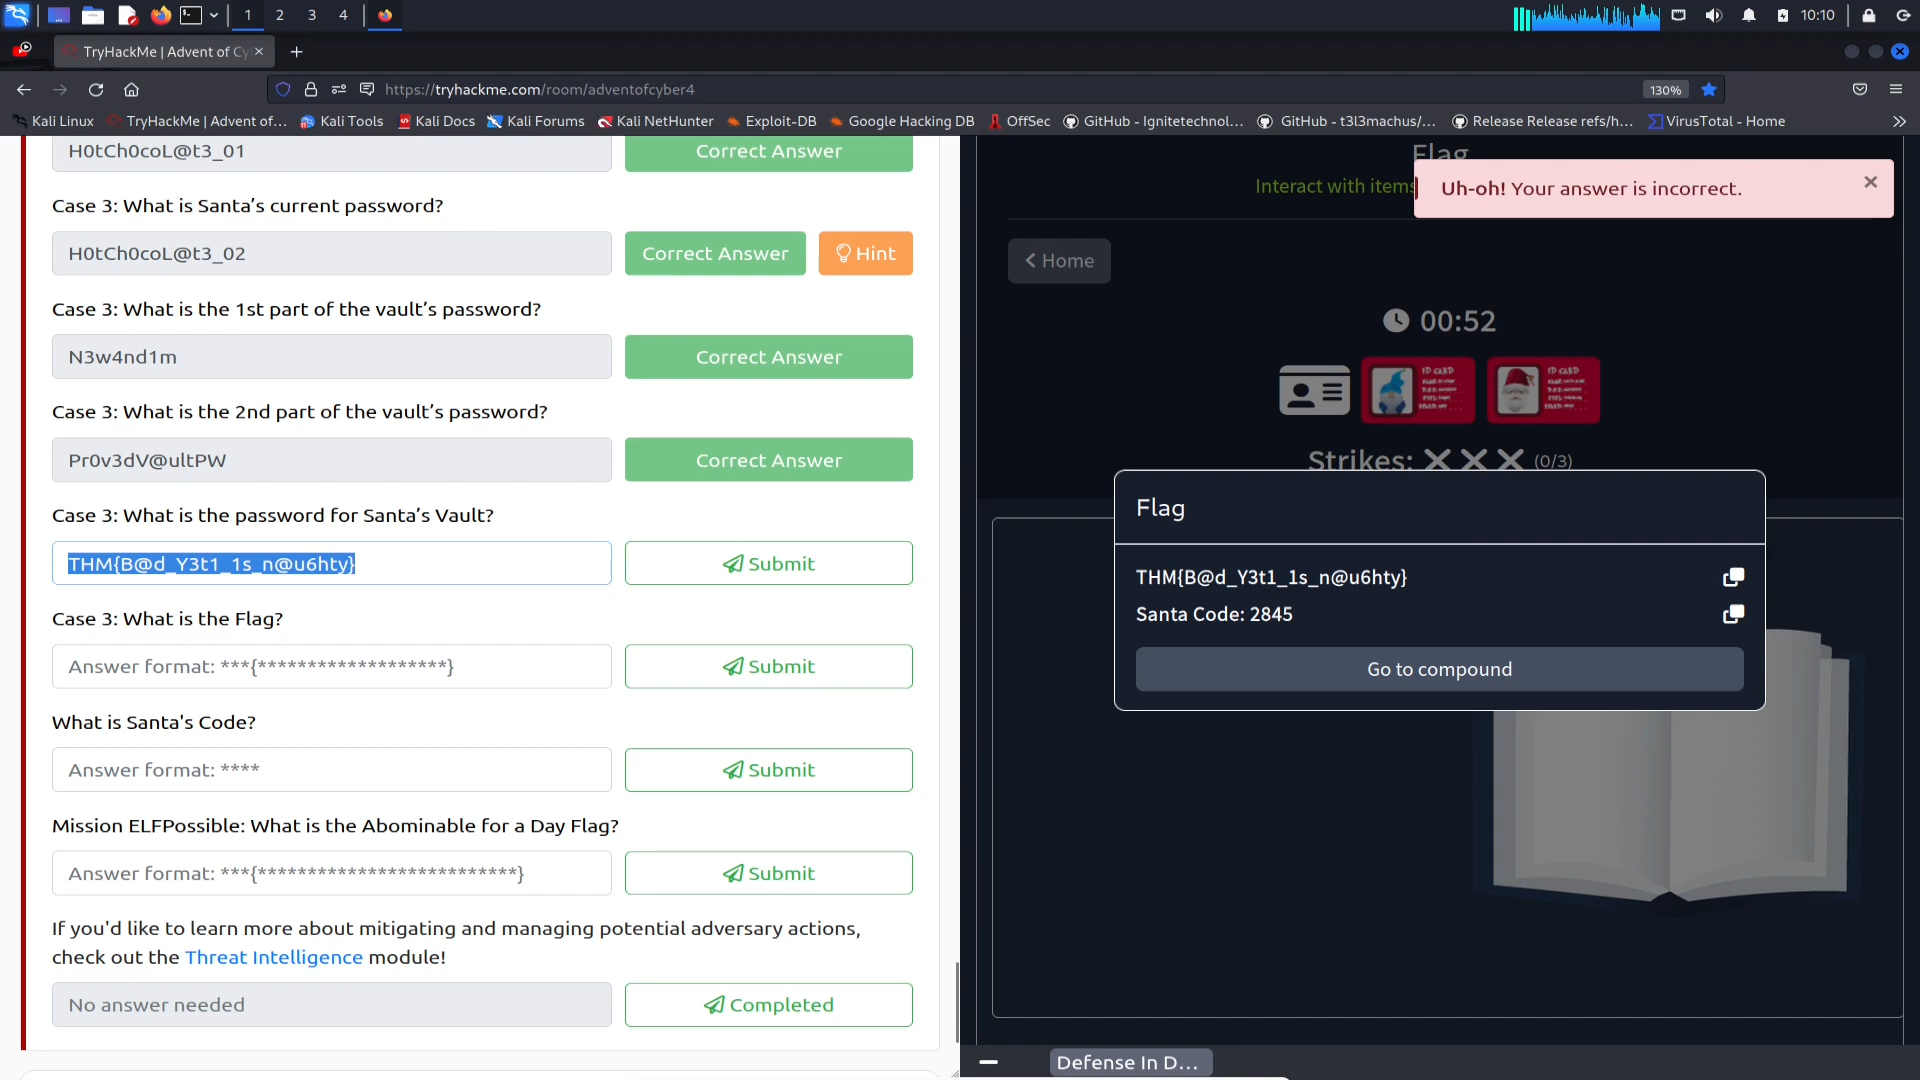 1
2
3
4
10:10
TryHackMe | Advent of Cy
https://tryhackme.com/room/adventofcyber4
130%
Kali Linux
TryHackMe | Advent of...
Kali Tools
Kali Docs
Kali Forums
Kali NetHunter
Exploit-DB
Google Hacking DB
OffSec
GitHub - Ignitetechnol...
GitHub - t3l3machus/...
Release Release refs/h...
VirusTotal - Home
H0tCh0coL@t3_01
Correct Answer
Case 3: What is Santa’s current password?
H0tCh0coL@t3_02
Correct Answer
Hint
Case 3: What is the 1st part of the vault’s password?
N3w4nd1m
Correct Answer
Case 3: What is the 2nd part of the vault’s password?
Pr0v3dV@ultPW
Correct Answer
Case 3: What is the password for Santa’s Vault?
THM{B@d_Y3t1_1s_n@u6hty}
Submit
Case 3: What is the Flag?
Answer format: ***{*******************}
Submit
What is Santa's Code?
Answer format: ****
Submit
Mission ELFPossible: What is the Abominable for a Day Flag?
Answer format: ***{**************************}
Submit
If you'd like to learn more about mitigating and managing potential adversary actions,
check out the Threat Intelligence module!
No answer needed
Completed
Flag
Interact with items
Uh-oh! Your answer is incorrect.
Home
00:52
ID CARD
ID CARD
Strikes:
(0/3)
Flag
THM{B@d_Y3t1_1s_n@u6hty}
Santa Code: 2845
Go to compound
Defense In D...